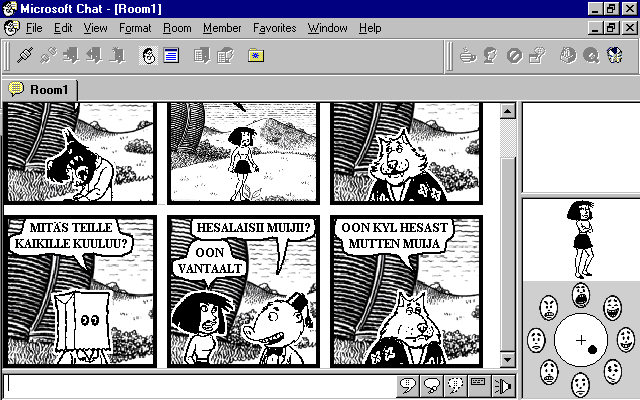 Microsoft Chat - [Room1]
File Edit View Format Room Member Favorites Window Help
Room1
MITÄS TEILLE
KAIKILLE KUULUU?
HESALAISII MUIJII?
OON
VANTAALT
OON KYL HESAST
MUTTEN MUIJA